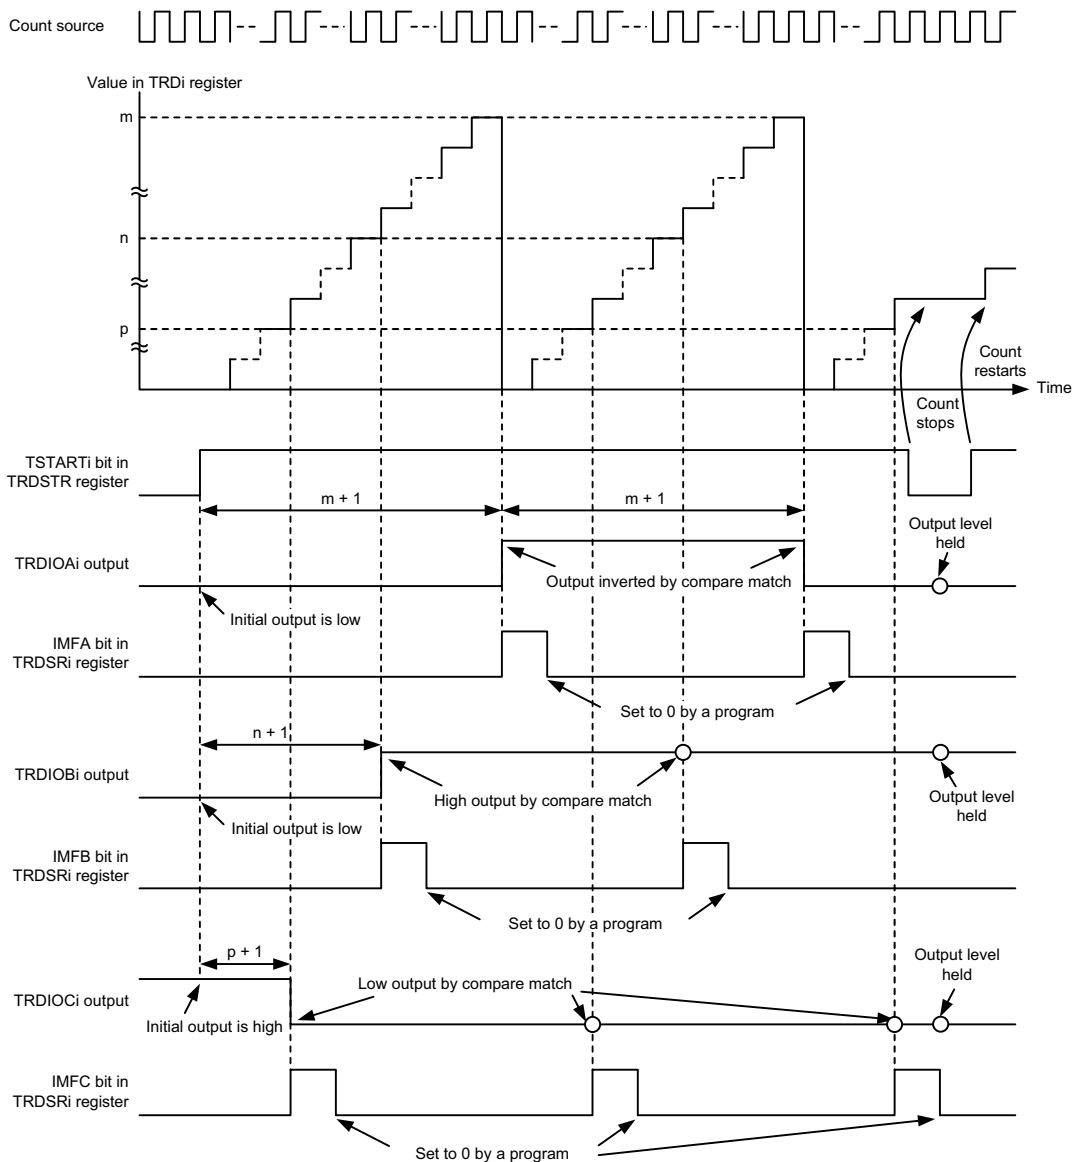 Count source
Value in TRDi register
m
n
p
Count
restarts
Time
Count
stops
TSTARTi bit in
TRDSTR register
m + 1
m + 1
Output level
held
TRDIOAi output
Output inverted by compare match
Initial output is low
IMFA bit in
TRDSRi register
Set to 0 by a program
n + 1
TRDIOBi output
High output by compare match
Output level
held
Initial output is low
IMFB bit in
TRDSRi register
Set to 0 by a program
p + 1
Output level
held
Low output by compare match
TRDIOCi output
Initial output is high
IMFC bit in
TRDSRi register
Set to 0 by a program